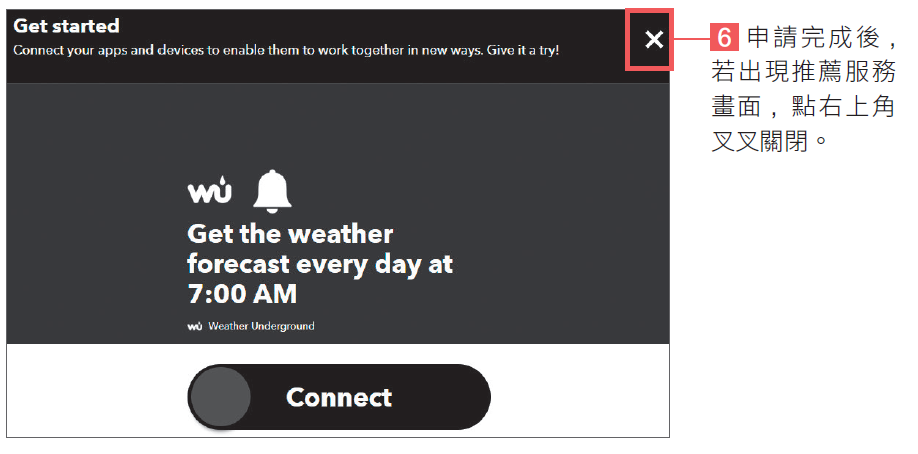 Get started
Connect your apps and devices to enable them to work together in new ways. Give it a try!
6 申請完成後，
若出現推薦服務
畫面，點右上角
叉叉關閉。
wu
Get the weather
forecast every day at
7:00 AM
wu Weather Underground
Connect